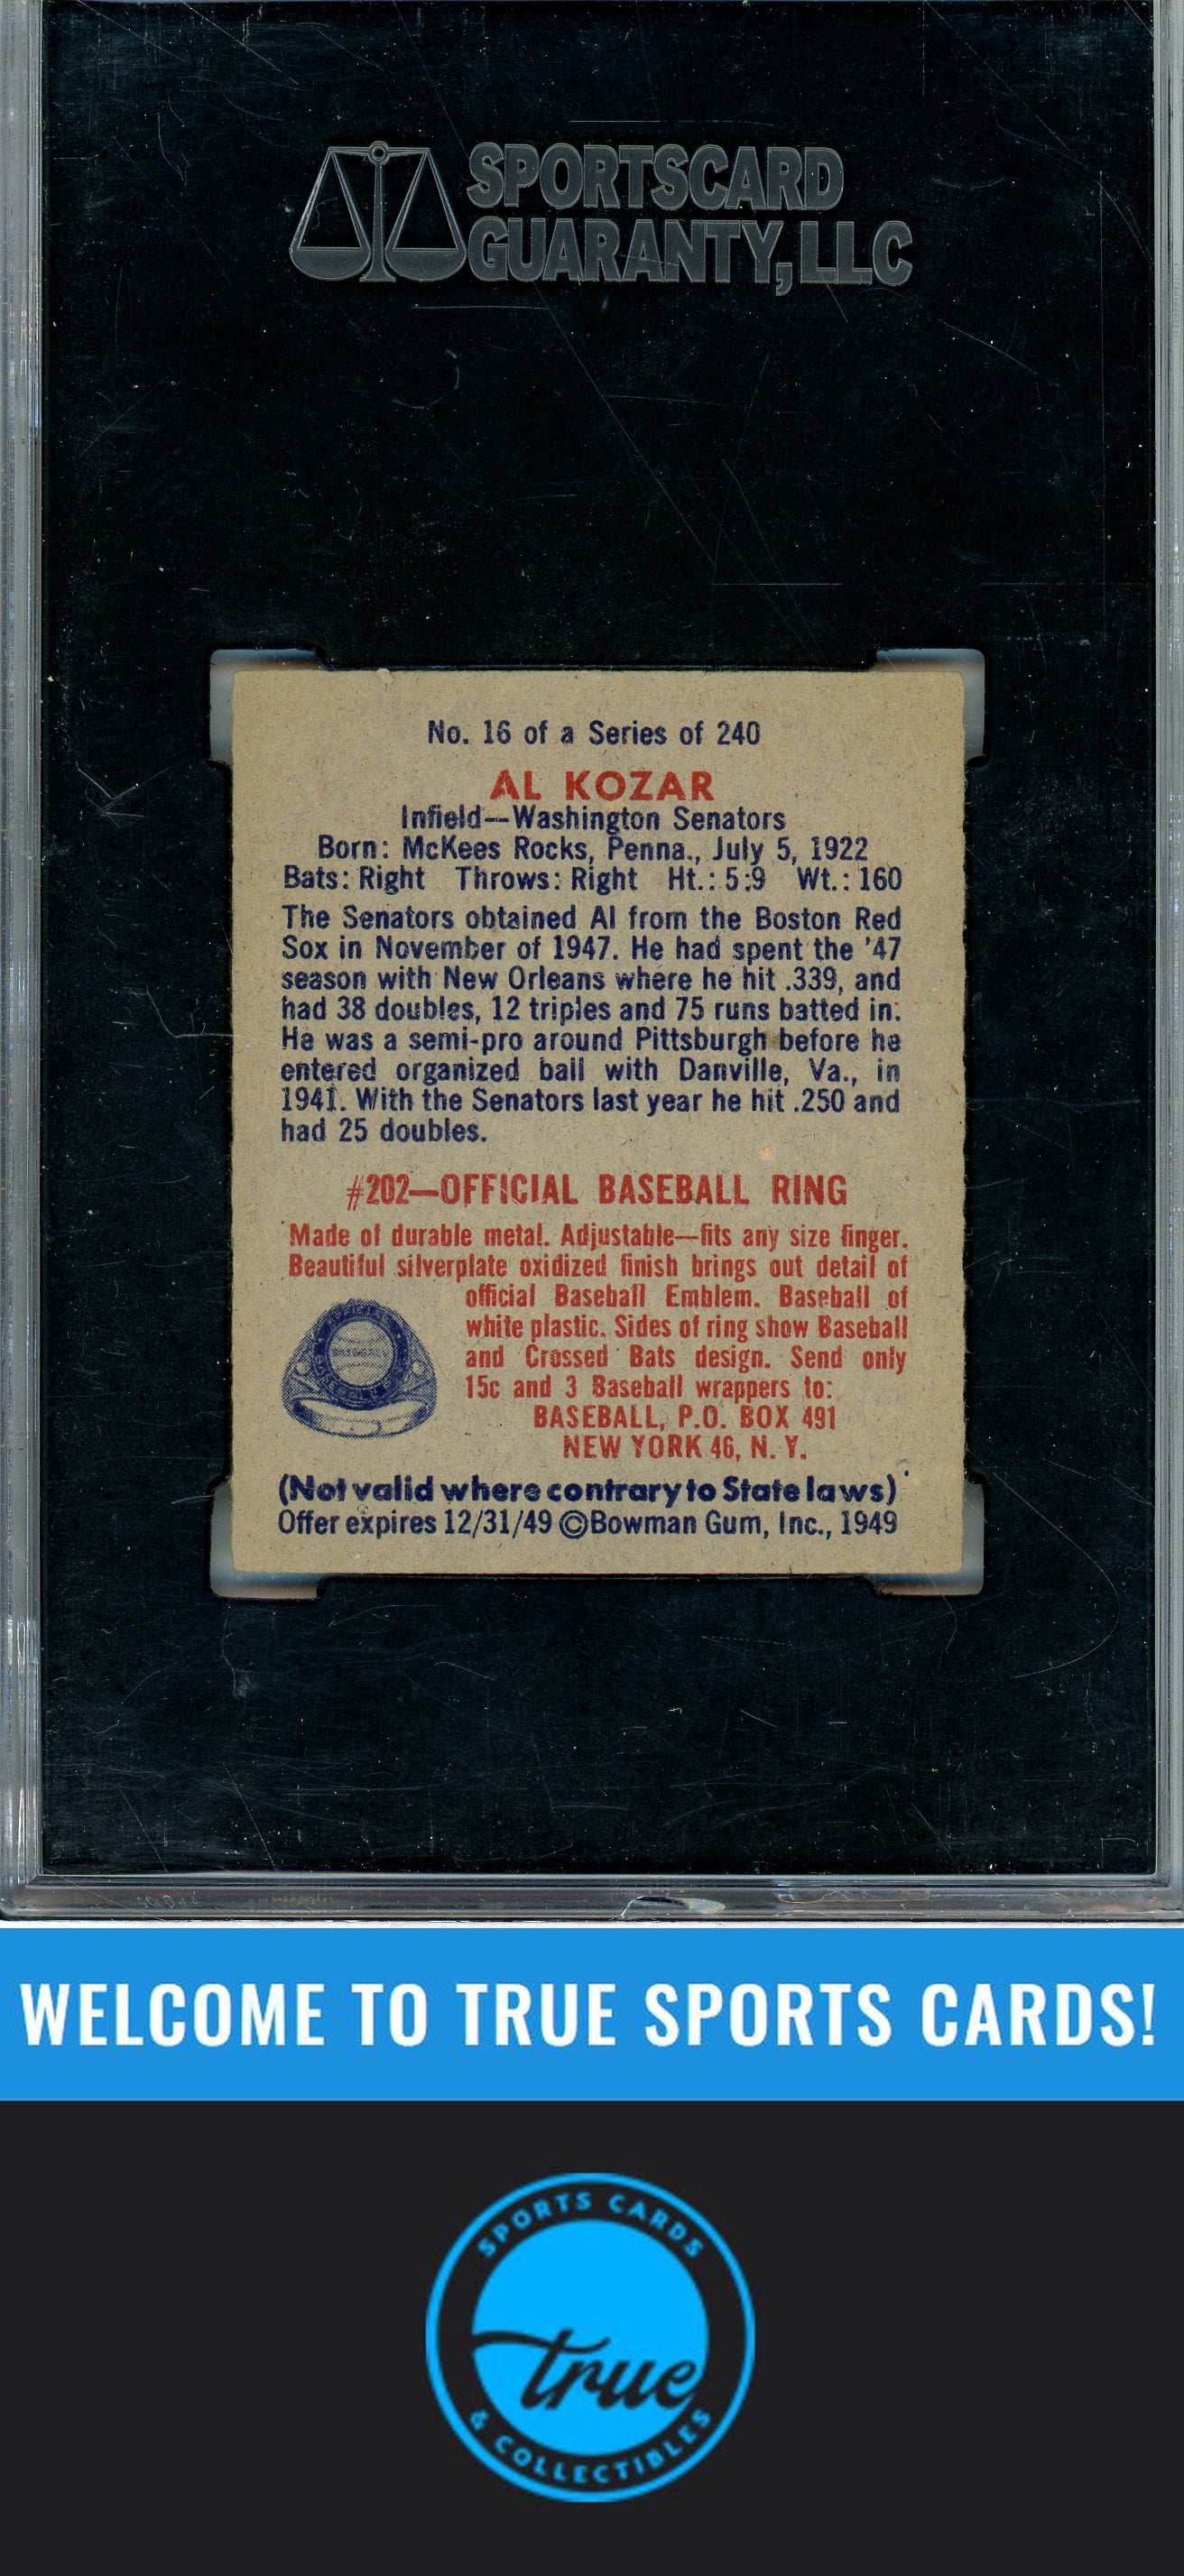 SPORTSCARD
GUARANTY, LLC
No. 16 of a Series of 240
AL KOZAR
Infield—Washington Senators
Born: McKees Rocks, Penna., July 5, 1922
Bats: Right Throws: Right Ht.: 5:9 Wt.: 160
The Senators obtained Al from the Boston Red
Sox in November of 1947. He had spent the '47
season with New Orleans where he hit .339, and
had 38 doubles, 12 triples and 75 runs batted in.
He was a semi-pro around Pittsburgh before he
entered organized ball with Danville, Va., in
1941. With the Senators last year he hit .250 and
had 25 doubles.
#202—OFFICIAL BASEBALL RING
Made of durable metal. Adjustable—fits any size finger.
Beautiful silverplate oxidized finish brings out detail of
official Baseball Emblem. Baseball of
white plastic. Sides of ring show Baseball
and Crossed Bats design. Send only
15c and 3 Baseball wrappers to:
BASEBALL, P.O. BOX 491
NEW YORK 46, N. Y.
(Not valid where contrary to State laws)
Offer expires 12/31/49 ©Bowman Gum, Inc., 1949
WELCOME TO TRUE SPORTS CARDS!
SPORTS CARDS
true
& COLLECTIBLES